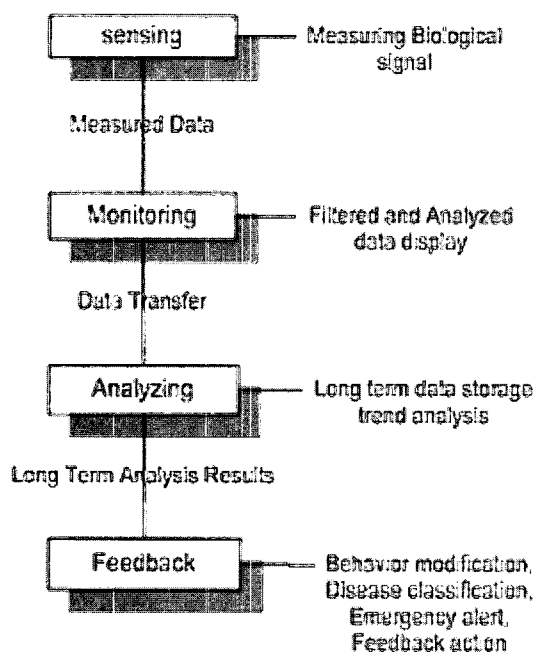 sensing
Measuring Biological
signal
Measured Data
Monitoring
Filtered and Analyzed
data display
Data Transfer
Analyzing
Long term data storage
trend analysis
Long Term Analysis Results
Feedback
Behavior modification,
Disease classification,
Emergency alert,
Feedback action